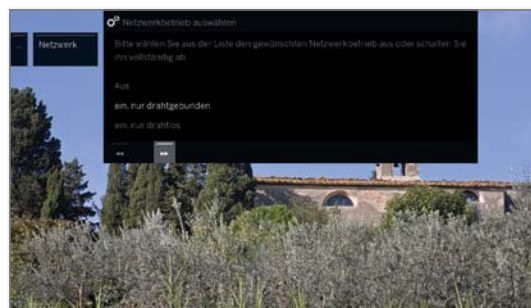 Netzwerkbetrieb auswählen
... Netzwerk
Bitte wählen Sie aus der Liste den gewünschten Netzwerkbetrieb aus oder schalten Sie
ihn vollständig ab.
Aus
ein, nur drahtgebunden
ein, nur drahtlos